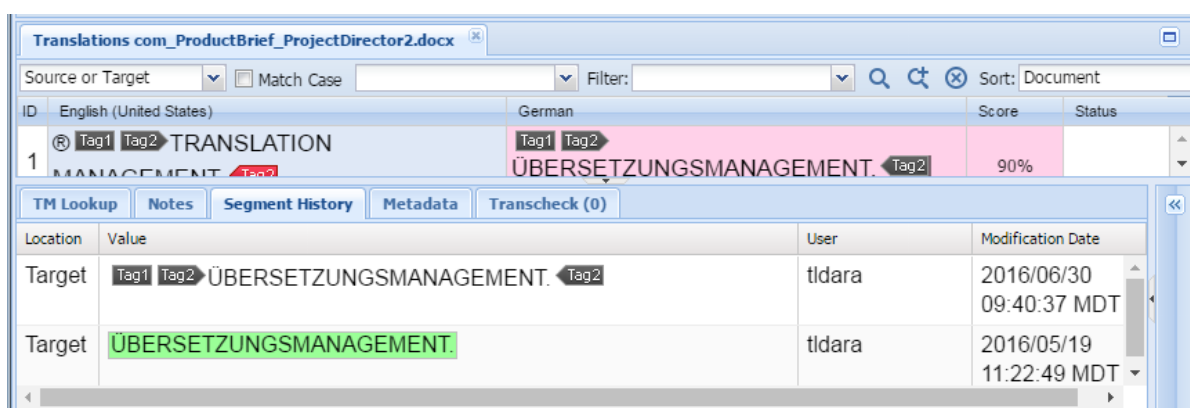 Translations com_ProductBrief_ProjectDirector2.docx
Source or Target Match Case Filter: Sort: Document
ID English (United States) German Score Status
® Tag1 Tag2 TRANSLATION Tag1 Tag2
1 MANAGEMENT Tag2 ÜBERSETZUNGSMANAGEMENT. Tag2 90%
TM Lookup Notes Segment History Metadata Transcheck (0)
Location Value User Modification Date
Target Tag1 Tag2 ÜBERSETZUNGSMANAGEMENT. Tag2 tldara 2016/06/30
09:40:37 MDT
Target ÜBERSETZUNGSMANAGEMENT. tldara 2016/05/19
11:22:49 MDT